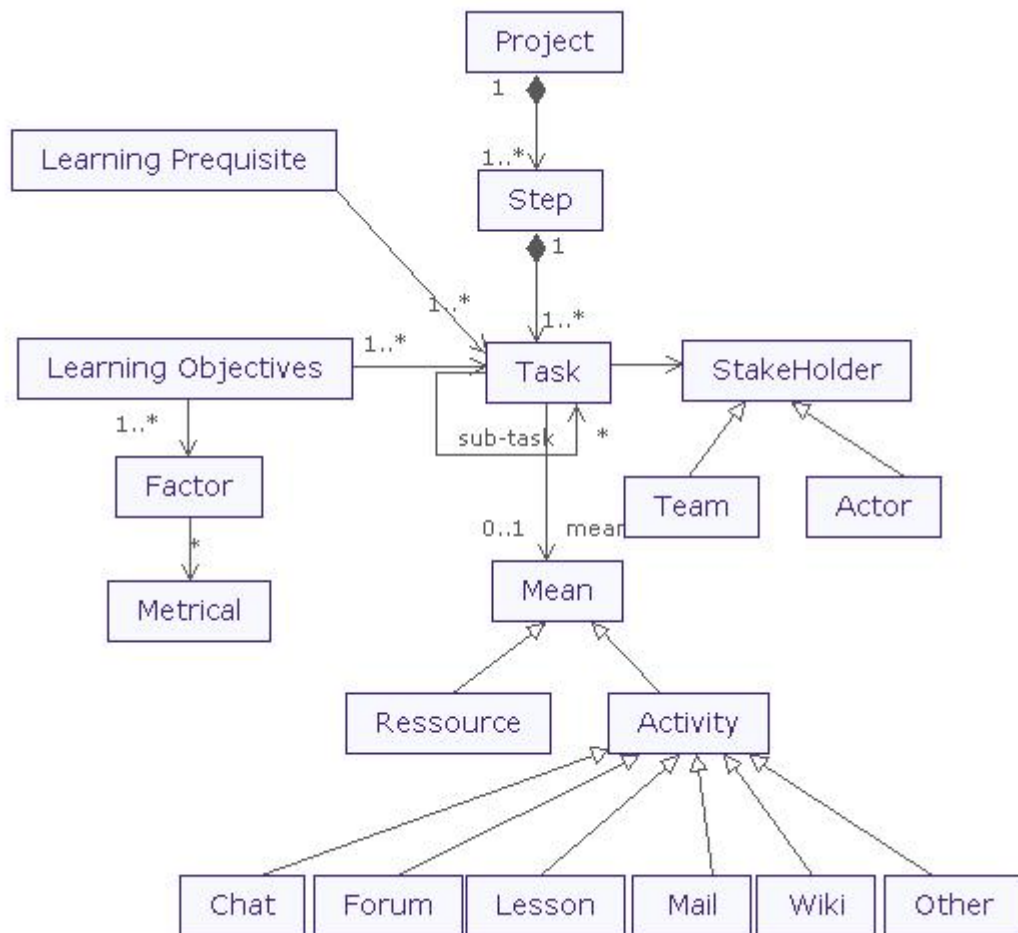 Project
1
1..*
Learning Prequisite
Step
1
1..*
1..*
1..*
Learning Objectives
Task
StakeHolder
1..*
sub-task
*
Factor
Team
Actor
0..1
mean
*
Mean
Metrical
Ressource
Activity
Chat
Forum
Lesson
Mail
Wiki
Other